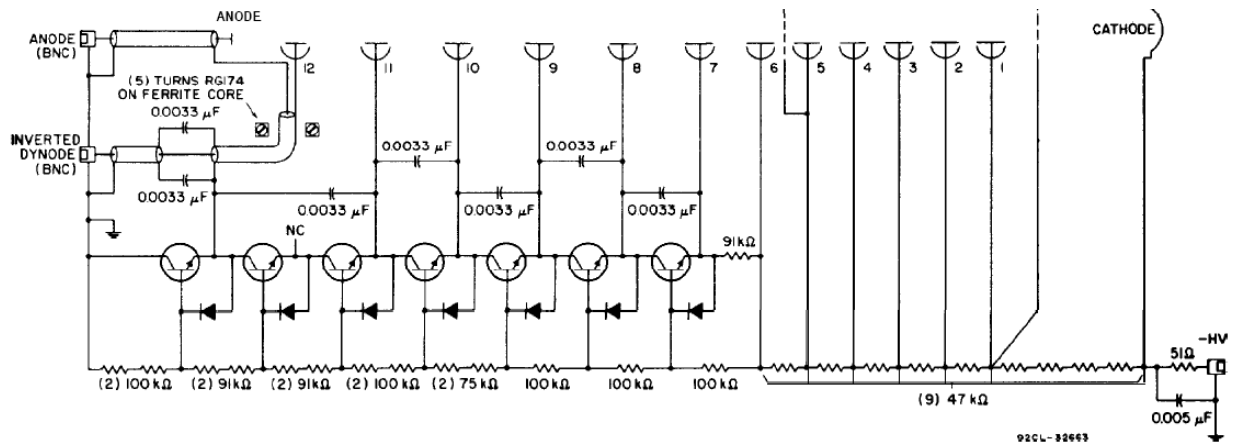 ANODE
ANODE
(BNC)
CATHODE
12
11
10
9
8
7
6
5
4
3
2
1
(5) TURNS RG174
ON FERRITE CORE
0.0033 µF
INVERTED
DYNODE
(BNC)
0.0033 µF
0.0033 µF
0.0033 µF
0.0033 µF
0.0033 µF
0.0033 µF
0.0033 µF
NC
91kΩ
-HV
51Ω
(2) 100 kΩ
(2) 91kΩ
(2) 91kΩ
(2) 100 kΩ
(2) 75kΩ
100kΩ
100kΩ
100kΩ
(9) 47 kΩ
0.005 µF
92CL-32663